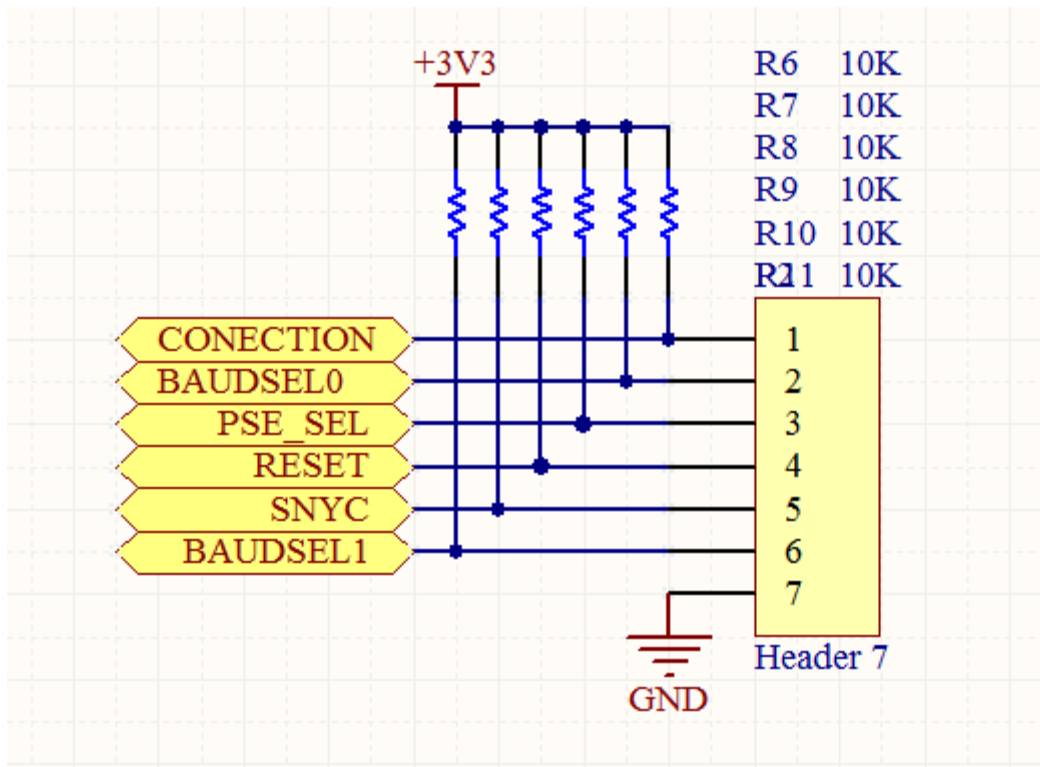 +3V3
R6 10K
R7 10K
R8 10K
R9 10K
R10 10K
10K
CONECTION
BAUDSEL0
PSE_SEL
RESET
SNYC
BAUDSEL1
1
2
3
4
5
6
7
Header 7
GND